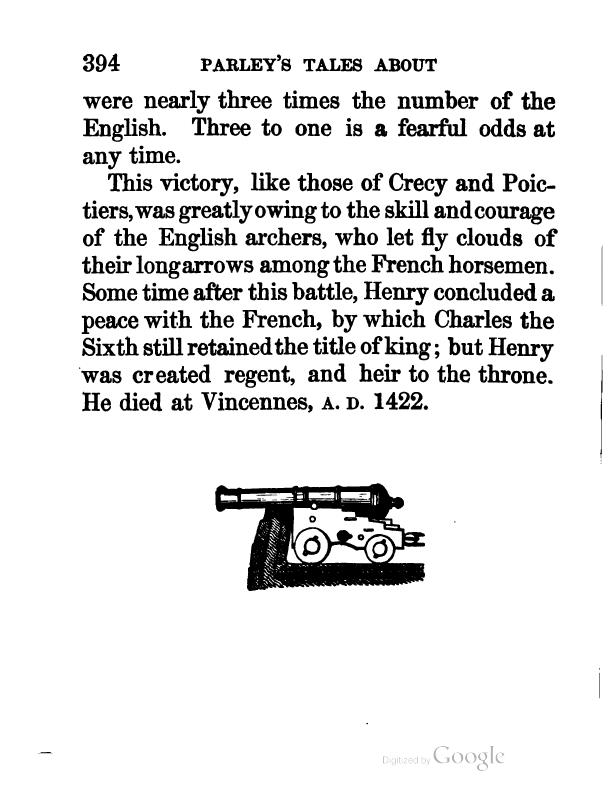 394 PARLEY'S TALES ABOUT
were nearly three times the number of the
English. Three to one is a fearful odds at
any time.
This victory, like those of Crecy and Poic-
tiers, was greatly owing to the skill and courage
of the English archers, who let fly clouds of
their long arrows among the French horsemen.
Some time after this battle, Henry concluded a
peace with the French, by which Charles the
Sixth still retained the title of king; but Henry
was created regent, and heir to the throne.
He died at Vincennes, A. D. 1422.
Digitized by Google